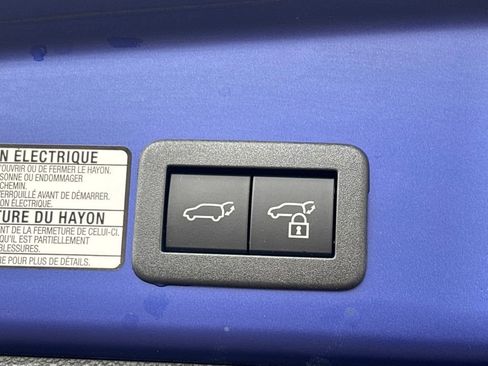 N ÉLECTRIQUE
OUVRIR OU DE FERMER LE HAYON.
SONNE OU ENDOMMAGER
CHEMIN.
ERROUILLÉ AVANT DE DÉMARRER.
ON ÉLECTRIQUE.
TURE DU HAYON
NT DE LA FERMETURE DE CELUI-CI.
QU'IL EST PARTIELLEMENT
BLESSURES.
RE POUR PLUS DE DÉTAILS.